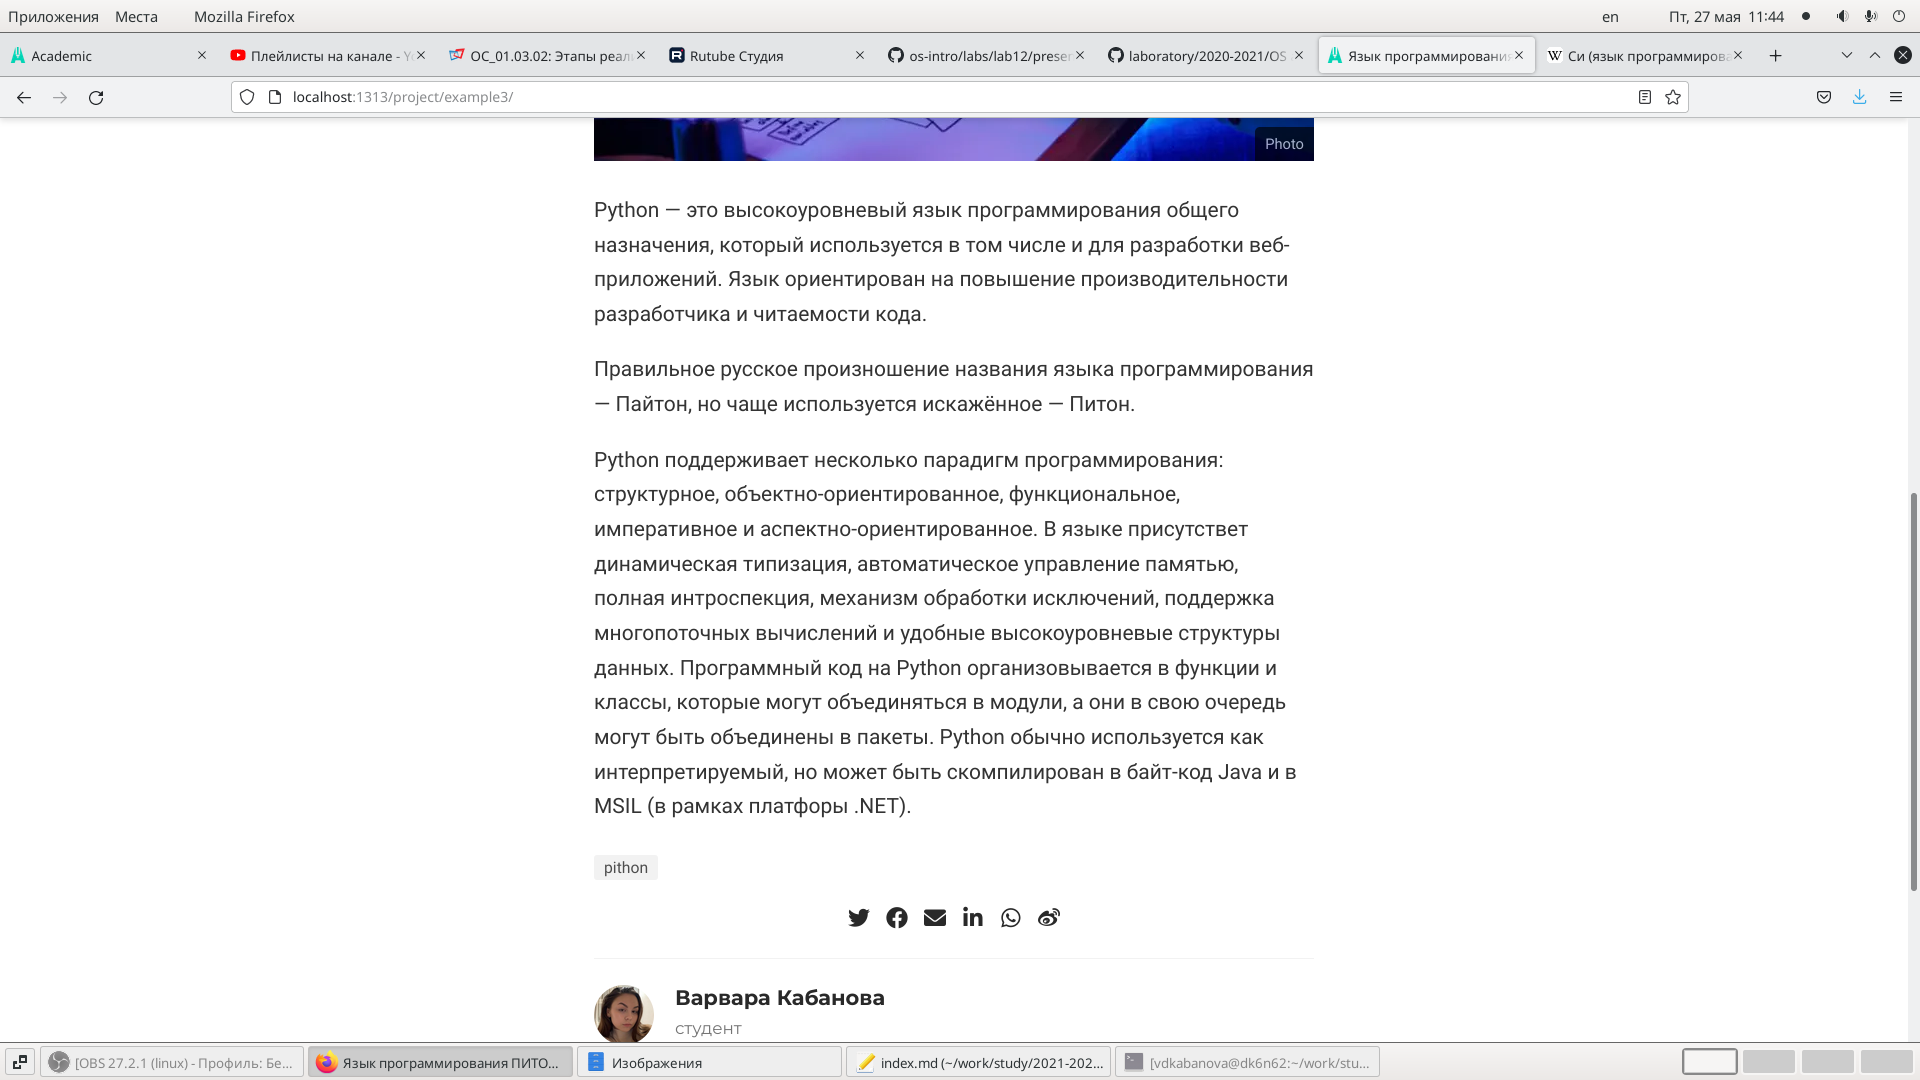 Приложения Места Mozilla Firefox en Пт, 27 мая 11:44
Academic Плейлисты на канале - Yo ОС_01.03.02: Этапы реал Rutube Студия os-intro/labs/lab12/preser laboratory/2020-2021/OS Язык программировани Си (язык программирова
localhost:1313/project/example3/
Photo
Python — это высокоуровневый язык программирования общего
назначения, который используется в том числе и для разработки веб-
приложений. Язык ориентирован на повышение производительности
разработчика и читаемости кода.
Правильное русское произношение названия языка программирования
— Пайтон, но чаще используется искажённое — Питон.
Python поддерживает несколько парадигм программирования:
структурное, объектно-ориентированное, функциональное,
императивное и аспектно-ориентированное. В языке присутствет
динамическая типизация, автоматическое управление памятью,
полная интроспекция, механизм обработки исключений, поддержка
многопоточных вычислений и удобные высокоуровневые структуры
данных. Программный код на Python организовывается в функции и
классы, которые могут объединяться в модули, а они в свою очередь
могут быть объединены в пакеты. Python обычно используется как
интерпретируемый, но может быть скомпилирован в байт-код Java и в
MSIL (в рамках платформы .NET).
pithon
Варвара Кабанова
студент
[OBS 27.2.1 (linux) - Профиль: Бе... Язык программирования ПИТО... Изображения index.md (~/work/study/2021-202... [vdkabanova@dk6n62:~/work/stu...